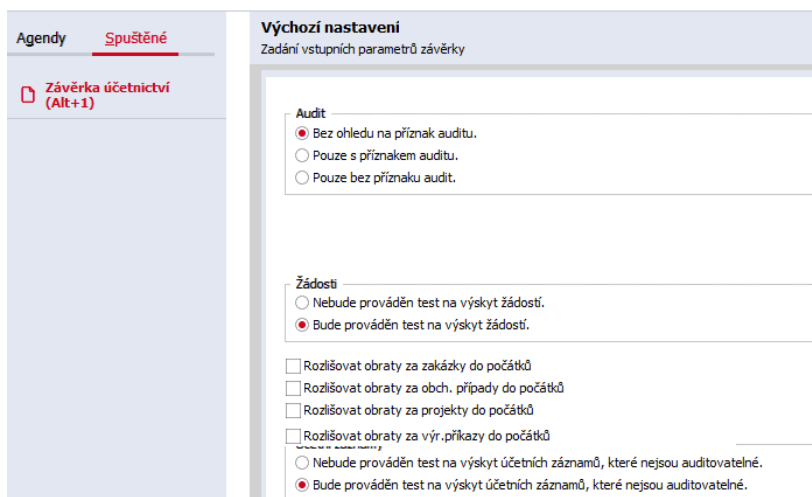 Agendy Spuštěné
Závěrka účetnictví
(Alt+1)
Výchozí nastavení
Zadání vstupních parametrů závěrky
Audit
Bez ohledu na příznak auditu.
Pouze s příznakem auditu.
Pouze bez příznaku audit.
Žádosti
Nebude prováděn test na výskyt žádostí.
Bude prováděn test na výskyt žádostí.
Rozlišovat obraty za zakázky do počátků
Rozlišovat obraty za obch. případy do počátků
Rozlišovat obraty za projekty do počátků
Rozlišovat obraty za výr.příkazy do počátků
Účetní záznamy
Nebude prováděn test na výskyt účetních záznamů, které nejsou auditovatelné.
Bude prováděn test na výskyt účetních záznamů, které nejsou auditovatelné.